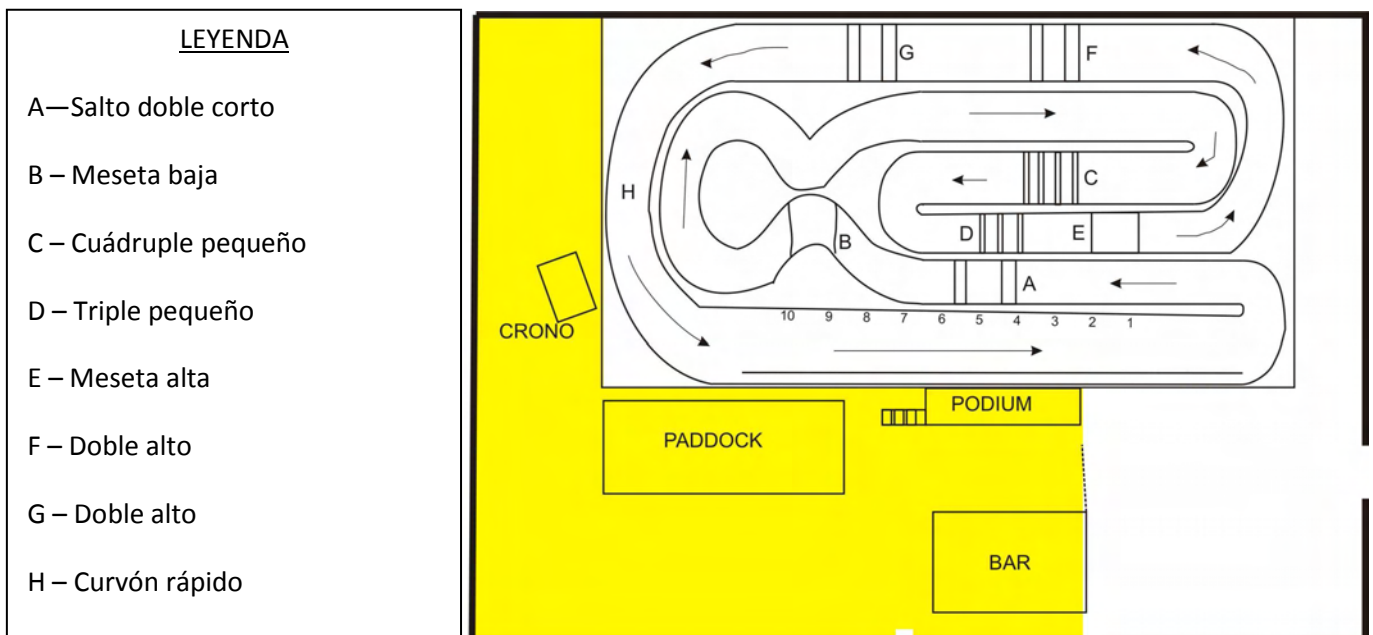 LEYENDA
A—Salto doble corto
B – Meseta baja
C – Cuádruple pequeño
D – Triple pequeño
E – Meseta alta
F – Doble alto
G – Doble alto
H – Curvón rápido
G
F
C
H
B
D
E
A
10 9 8 7 6 5 4 3 2 1
CRONO
PODIUM
PADDOCK
BAR